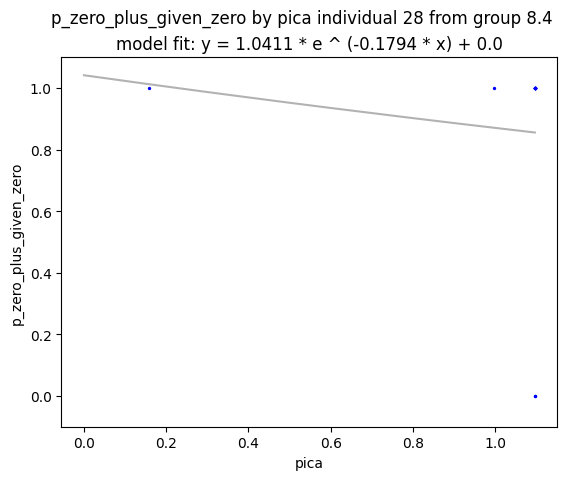 p_zero_plus_given_zero by pica individual 28 from group 8.4
model fit: y = 1.0411 * e ^ (-0.1794 * x) + 0.0
1.0
0.8
0.6
0.4
0.2
0.0
p_zero_plus_given_zero
0.0 0.2 0.4 0.6 0.8 1.0
pica